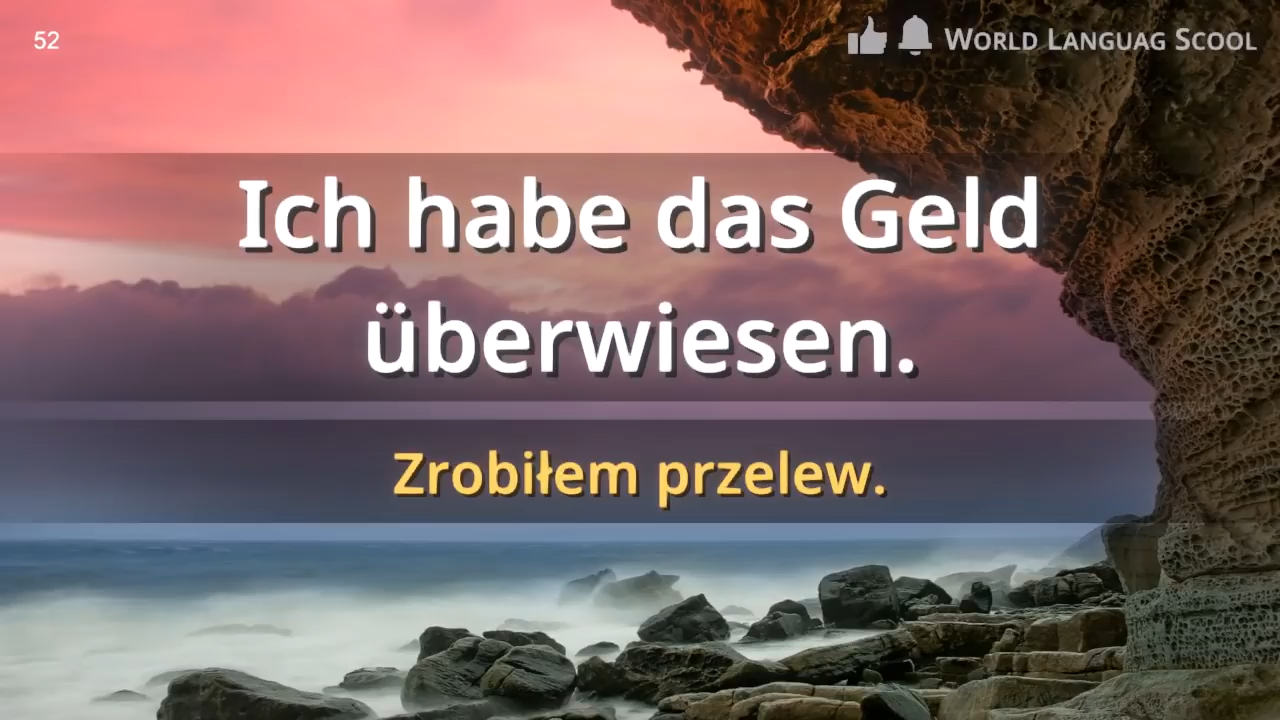 52
World Languag Scool
Ich habe das Geld
überwiesen.
Zrobiłem przelew.